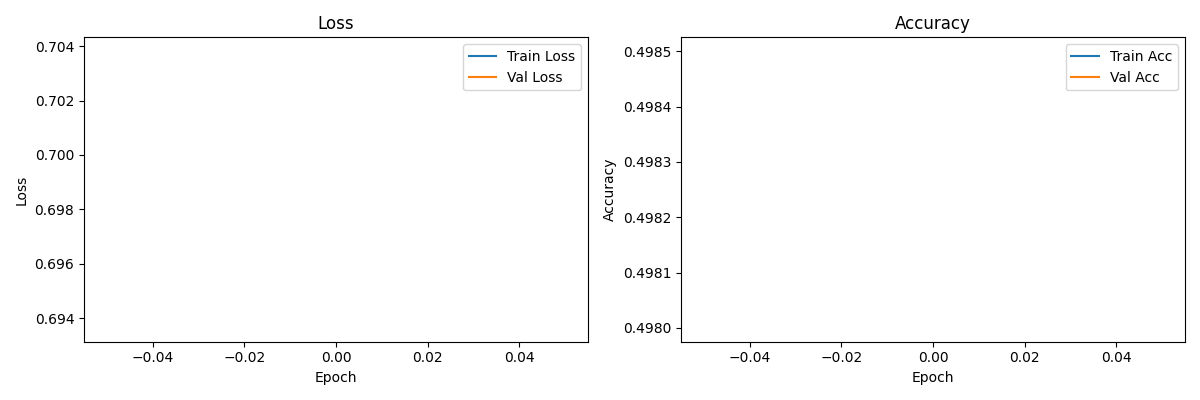 Loss
0.704
0.702
0.700
0.698
0.696
0.694
Loss
Train Loss
Val Loss
−0.04 −0.02 0.00 0.02 0.04
Epoch
Accuracy
0.4985
0.4984
0.4983
0.4982
0.4981
0.4980
Accuracy
Train Acc
Val Acc
−0.04 −0.02 0.00 0.02 0.04
Epoch